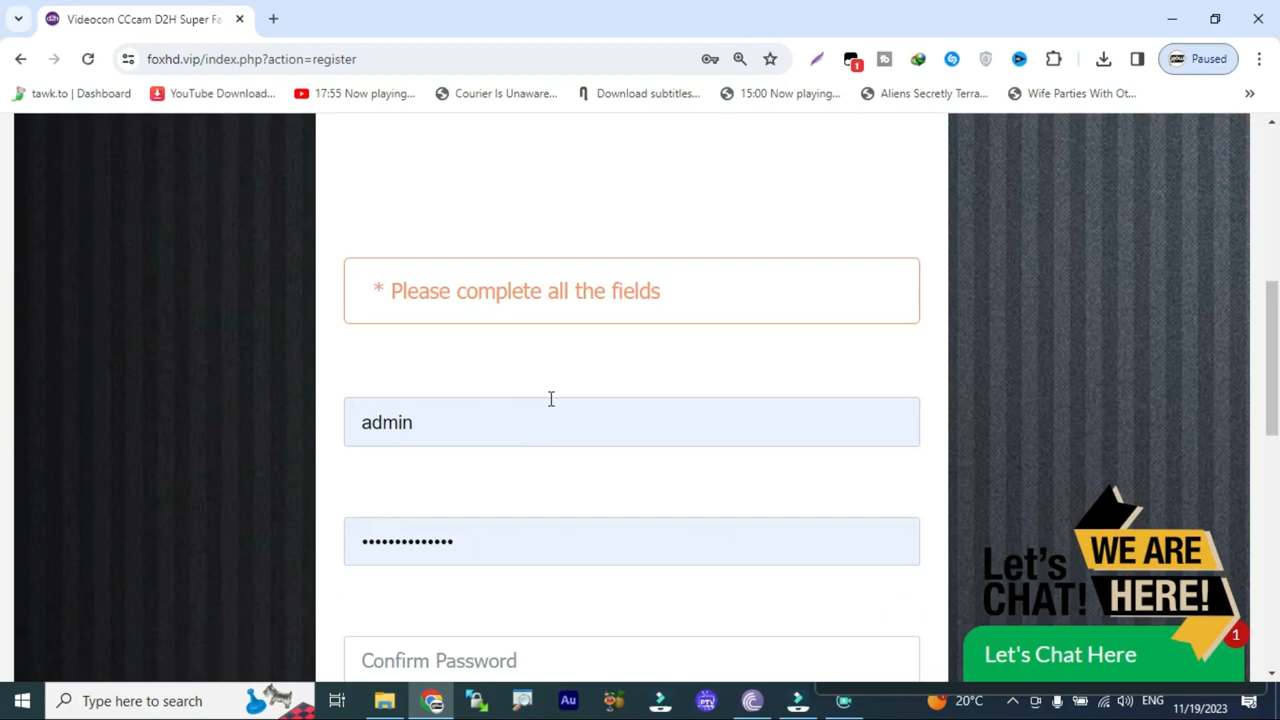 Videocon CCcam D2H Super Fa
foxhd.vip/index.php?action=register
1
Paused
tawk.to | Dashboard
YouTube Download...
17:55 Now playing...
Courier Is Unaware...
Download subtitles...
15:00 Now playing...
Aliens Secretly Terra...
Wife Parties With Ot...
* Please complete all the fields
admin
••••••••••••••
Confirm Password
Let's
CHAT!
WE ARE
HERE!
1
Let's Chat Here
Type here to search
Au
PTV
20°C
ENG
11/19/2023